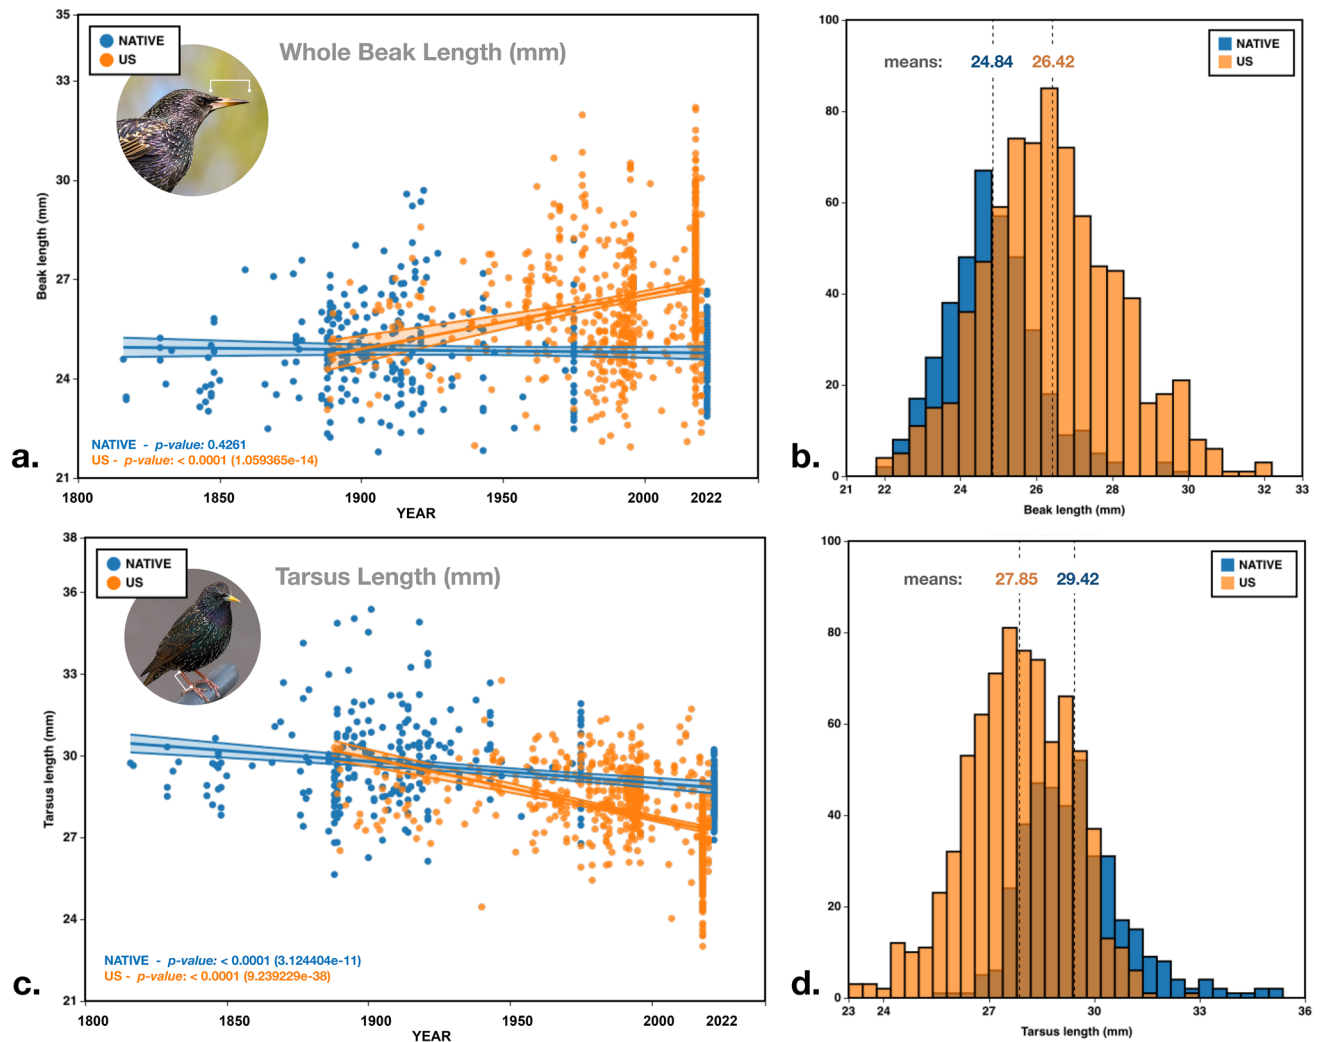 35
33
30
27
24
21
Beak length (mm)
NATIVE
US
Whole Beak Length (mm)
NATIVE - p-value: 0.4261
US - p-value: < 0.0001 (1.059365e-14)
a.
1800
1850
1900
1950
2000
2022
YEAR
100
80
60
40
20
0
means: 24.84 26.42
NATIVE
US
b.
21
22
24
26
28
30
32
33
Beak length (mm)
38
36
33
30
27
24
21
Tarsus length (mm)
NATIVE
US
Tarsus Length (mm)
NATIVE - p-value: < 0.0001 (3.124404e-11)
US - p-value: < 0.0001 (9.239229e-38)
c.
1800
1850
1900
1950
2000
2022
YEAR
100
80
60
40
20
0
means: 27.85 29.42
NATIVE
US
d.
23
24
27
30
33
36
Tarsus length (mm)